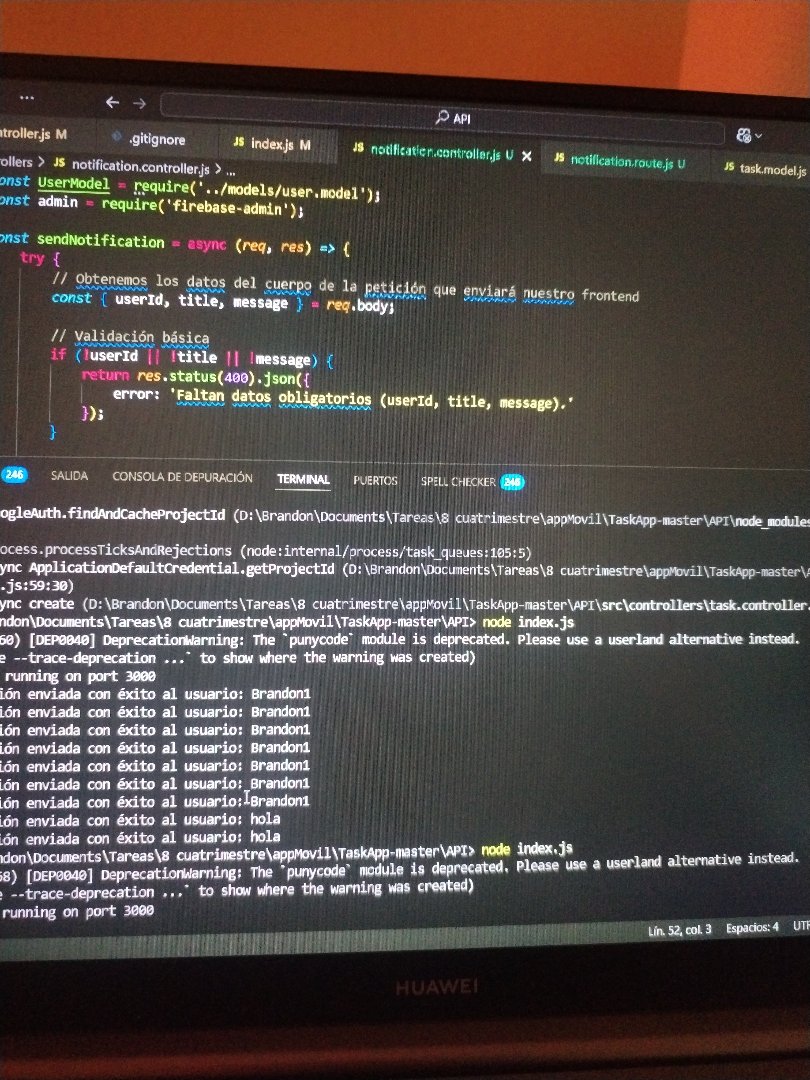 ...
← →
API
ntroller.js M
.gitignore
JS index.js M
JS notification.controller.js U ×
JS notification.route.js U
JS task.model.js
ollers > JS notification.controller.js > ...
onst UserModel = require('../models/user.model');
onst admin = require('firebase-admin');
onst sendNotification = async (req, res) => {
try {
// Obtenemos los datos del cuerpo de la petición que enviará nuestro frontend
const { userId, title, message } = req.body;
// Validación básica
if (!userId || !title || !message) {
return res.status(400).json({
error: 'Faltan datos obligatorios (userId, title, message).'
});
}
246 SALIDA CONSOLA DE DEPURACIÓN TERMINAL PUERTOS SPELL CHECKER 246
ogleAuth.findAndCacheProjectId (D:\Brandon\Documents\Tareas\8 cuatrimestre\appMovil\TaskApp-master\API\node_modules
ocess.processTicksAndRejections (node:internal/process/task_queues:105:5)
ync ApplicationDefaultCredential.getProjectId (D:\Brandon\Documents\Tareas\8 cuatrimestre\appMovil\TaskApp-master\A
.js:59:30)
ync create (D:\Brandon\Documents\Tareas\8 cuatrimestre\appMovil\TaskApp-master\API\src\controllers\task.controller.
ndon\Documents\Tareas\8 cuatrimestre\appMovil\TaskApp-master\API> node index.js
60) [DEP0040] DeprecationWarning: The `punycode` module is deprecated. Please use a userland alternative instead.
e --trace-deprecation ...` to show where the warning was created)
running on port 3000
ión enviada con éxito al usuario: Brandon1
ión enviada con éxito al usuario: Brandon1
ión enviada con éxito al usuario: Brandon1
ión enviada con éxito al usuario: Brandon1
ión enviada con éxito al usuario: Brandon1
ión enviada con éxito al usuario: Brandon1
ión enviada con éxito al usuario: Brandon1
ión enviada con éxito al usuario: hola
ión enviada con éxito al usuario: hola
ndon\Documents\Tareas\8 cuatrimestre\appMovil\TaskApp-master\API> node index.js
68) [DEP0040] DeprecationWarning: The `punycode` module is deprecated. Please use a userland alternative instead.
e --trace-deprecation ...` to show where the warning was created)
running on port 3000
Lín. 52, col. 3 Espacios: 4 UTF
HUAWEI